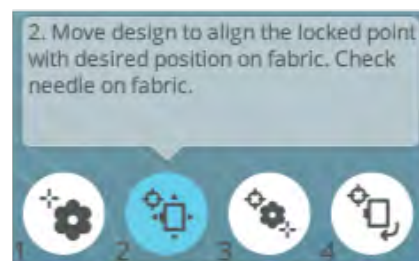 2. Move design to align the locked point
with desired position on fabric. Check
needle on fabric.
1 2 3 4